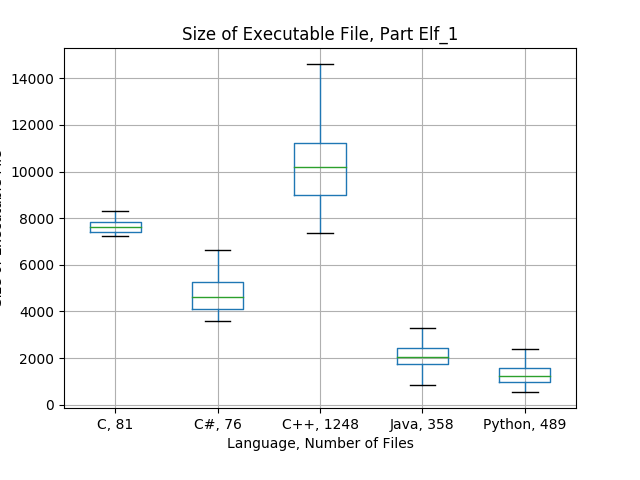 Size of Executable File, Part Elf_1
14000
12000
10000
8000
6000
4000
2000
0
C, 81
C#, 76
C++, 1248
Java, 358
Python, 489
Language, Number of Files